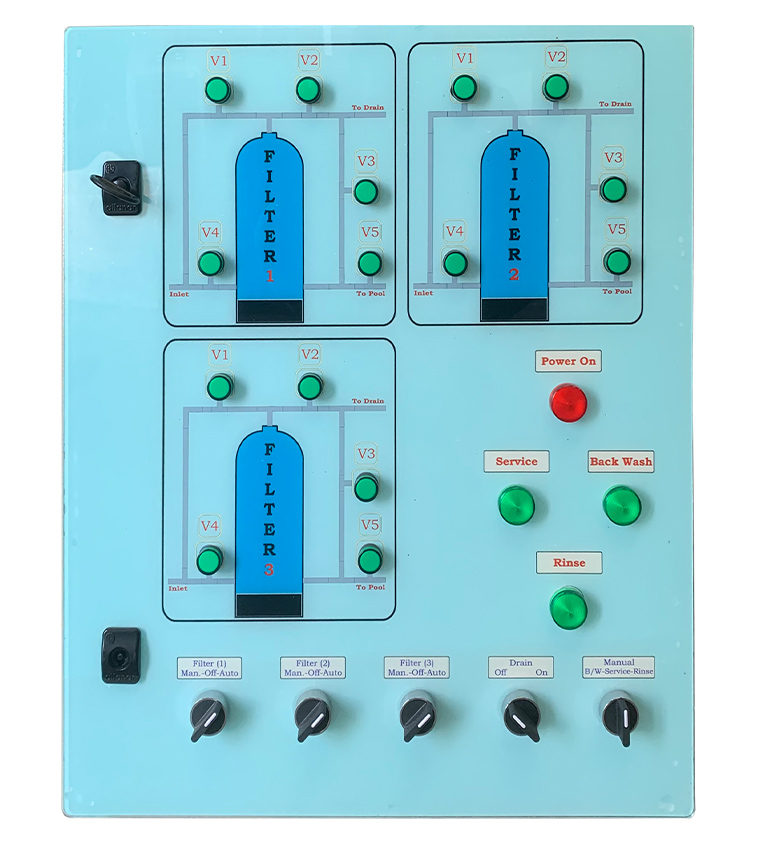 V1 V2
To Drain
FILTER 1
V3
V4
V5
Inlet
To Pool
V1 V2
To Drain
FILTER 2
V3
V4
V5
Inlet
To Pool
V1 V2
To Drain
FILTER 3
V3
V4
V5
Inlet
To Pool
Power On
Service
Back Wash
Rinse
Filter (1)
Man.-Off-Auto
Filter (2)
Man.-Off-Auto
Filter (3)
Man.-Off-Auto
Drain
Off On
Manual
B/W-Service-Rinse